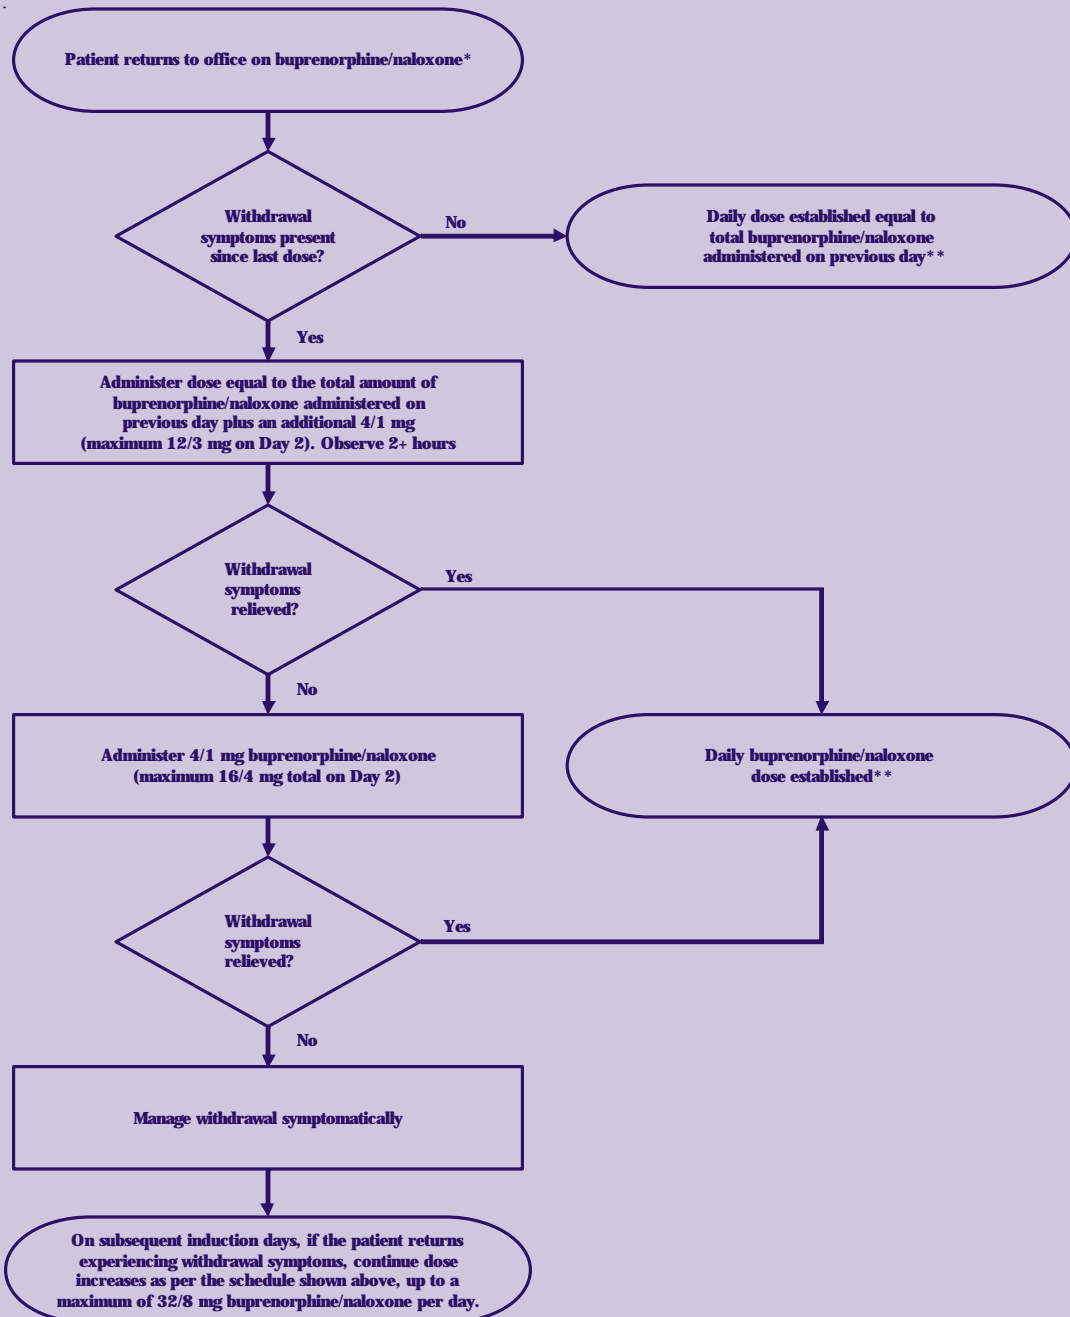 Patient returns to office on buprenorphine/naloxone*
Withdrawal
symptoms present
since last dose?
No
Daily dose established equal to
total buprenorphine/naloxone
administered on previous day**
Yes
Administer dose equal to the total amount of
buprenorphine/naloxone administered on
previous day plus an additional 4/1 mg
(maximum 12/3 mg on Day 2). Observe 2+ hours
Withdrawal
symptoms
relieved?
Yes
No
Administer 4/1 mg buprenorphine/naloxone
(maximum 16/4 mg total on Day 2)
Daily buprenorphine/naloxone
dose established**
Withdrawal
symptoms
relieved?
Yes
No
Manage withdrawal symptomatically
On subsequent induction days, if the patient returns
experiencing withdrawal symptoms, continue dose
increases as per the schedule shown above, up to a
maximum of 32/8 mg buprenorphine/naloxone per day.